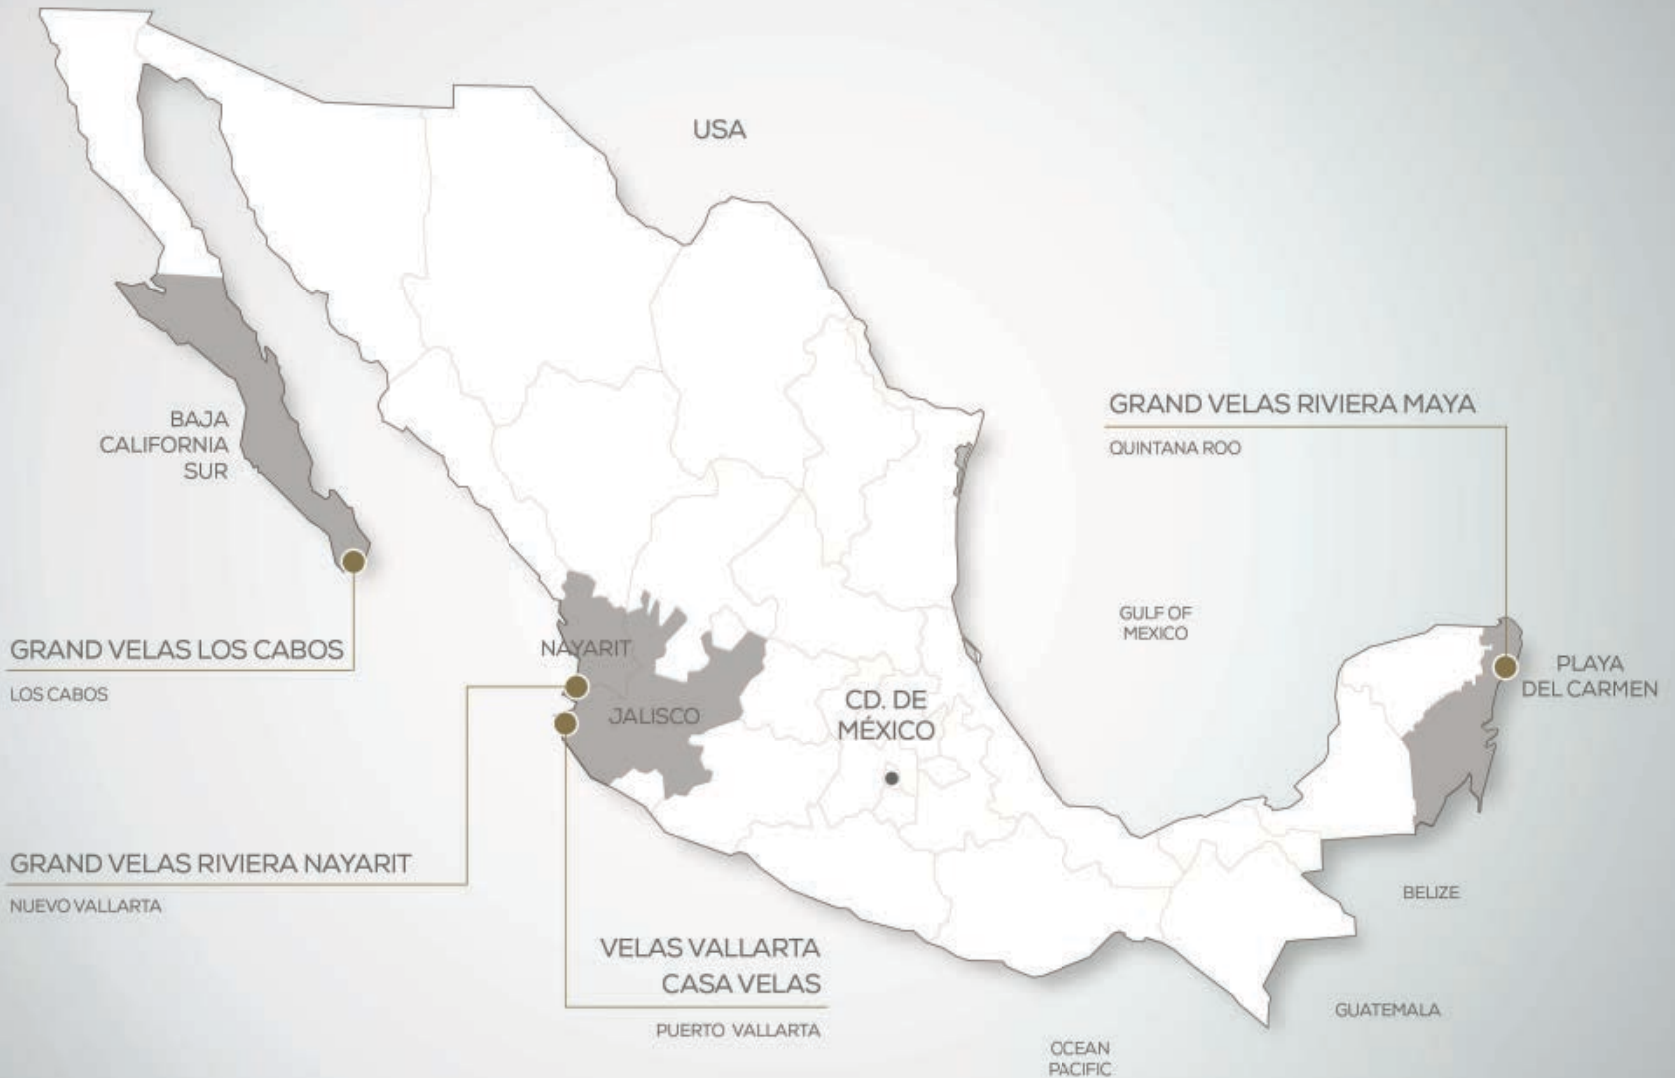 USA
BAJA
CALIFORNIA
SUR
GRAND VELAS RIVIERA MAYA
QUINTANA ROO
GULF OF
MEXICO
GRAND VELAS LOS CABOS
LOS CABOS
NAYARIT
JALISCO
CD. DE
MÉXICO
PLAYA
DEL CARMEN
GRAND VELAS RIVIERA NAYARIT
NUEVO VALLARTA
VELAS VALLARTA
CASA VELAS
PUERTO VALLARTA
BELIZE
GUATEMALA
OCEAN
PACIFIC